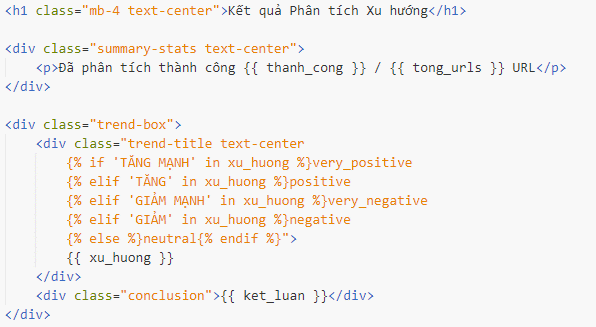 <h1 class="mb-4 text-center">Kết quả Phân tích Xu hướng</h1>

<div class="summary-stats text-center">
    <p>Đã phân tích thành công {{ thanh_cong }} / {{ tong_urls }} URL</p>
</div>

<div class="trend-box">
    <div class="trend-title text-center
        {% if 'TĂNG MẠNH' in xu_huong %}very_positive
        {% elif 'TĂNG' in xu_huong %}positive
        {% elif 'GIẢM MẠNH' in xu_huong %}very_negative
        {% elif 'GIẢM' in xu_huong %}negative
        {% else %}neutral{% endif %}">
        {{ xu_huong }}
    </div>
    <div class="conclusion">{{ ket_luan }}</div>
</div>